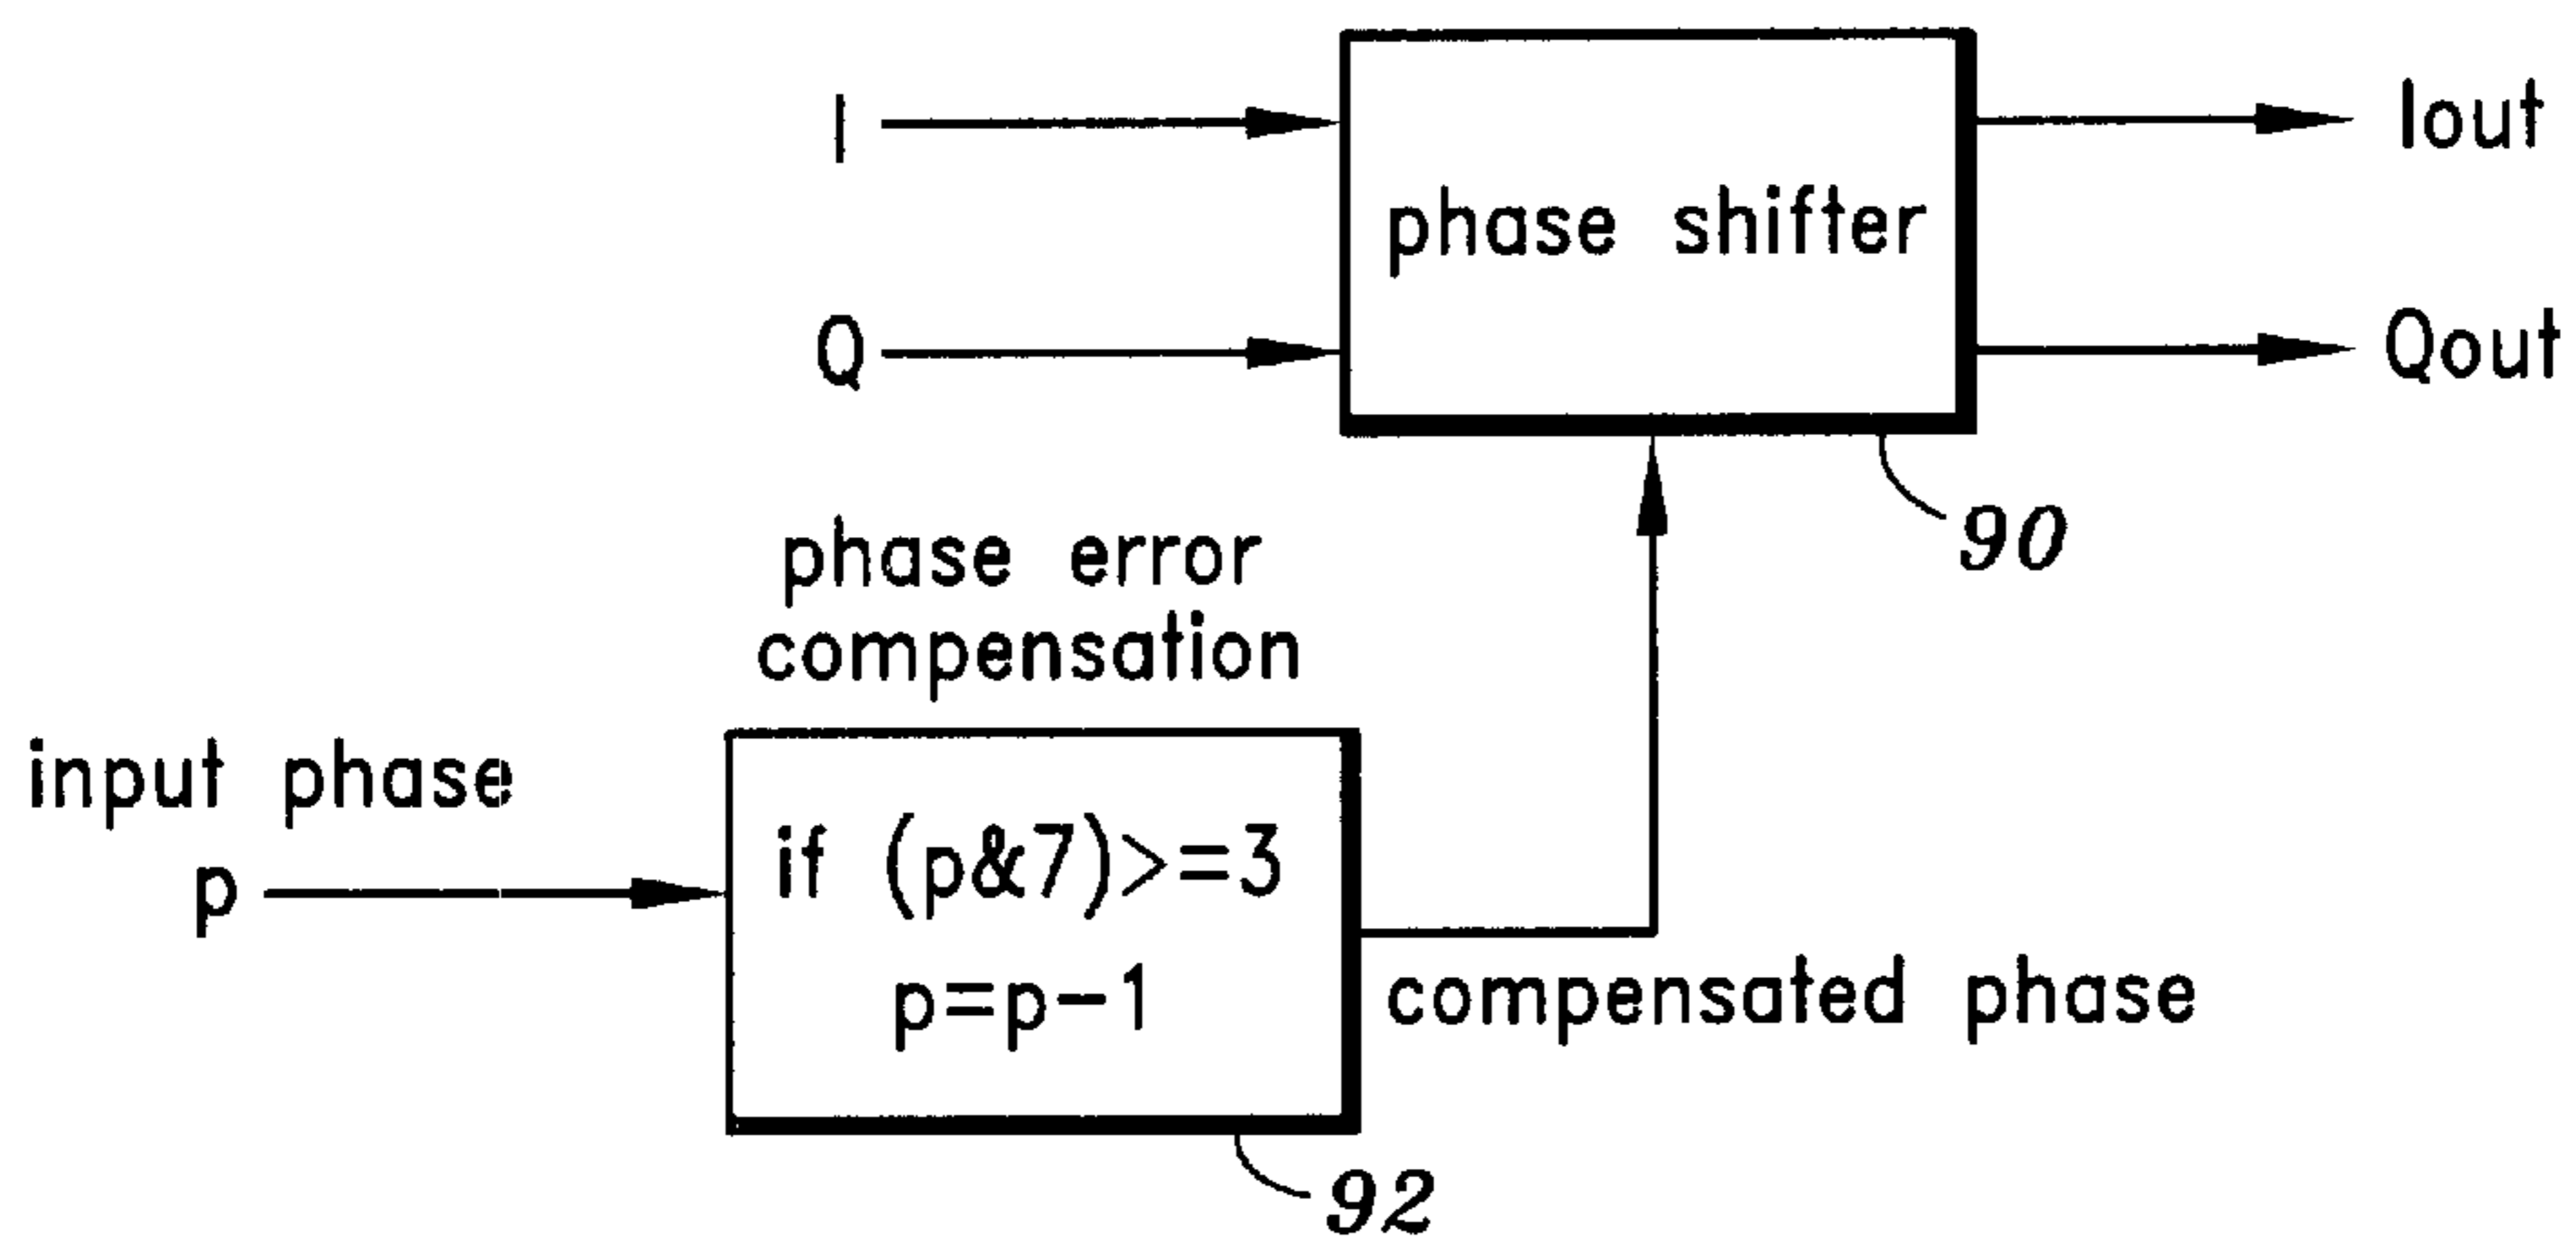 I
Iout
phase shifter
Q
Qout
90
phase error
compensation
input phase
p
if (p&7)>=3
p=p-1
compensated phase
92